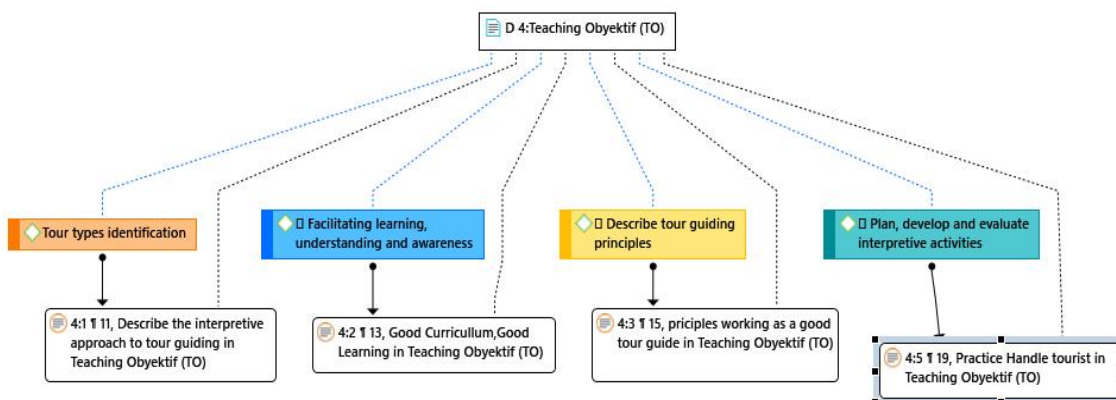 D 4:Teaching Obyektif (TO)
Tour types identification
Facilitating learning,
understanding and awareness
Describe tour guiding
principles
Plan, develop and evaluate
interpretive activities
4:1 ¶ 11, Describe the interpretive
approach to tour guiding in
Teaching Obyektif (TO)
4:2 ¶ 13, Good Curricullum,Good
Learning in Teaching Obyektif (TO)
4:3 ¶ 15, priciples working as a good
tour guide in Teaching Obyektif (TO)
4:5 ¶ 19, Practice Handle tourist in
Teaching Obyektif (TO)